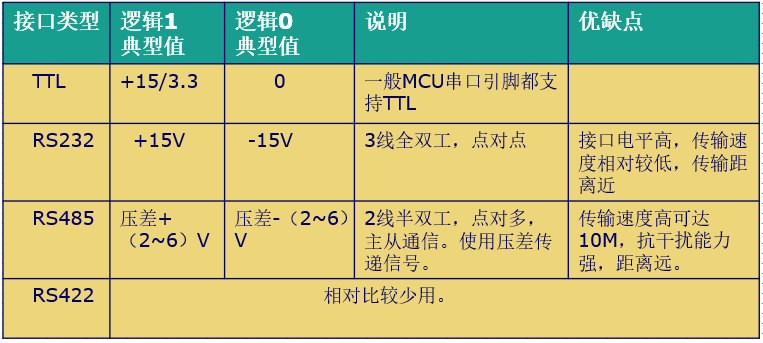 接口类型 逻辑1典型值 逻辑0典型值 说明 优缺点
TTL +15/3.3 0 一般MCU串口引脚都支持TTL
RS232 +15V -15V 3线全双工，点对点 接口电平高，传输速度相对较低，传输距离近
RS485 压差+（2~6）V 压差-（2~6）V 2线半双工，点对多，主从通信。使用压差传递信号。 传输速度高可达10M，抗干扰能力强，距离远。
RS422 相对比较少用。